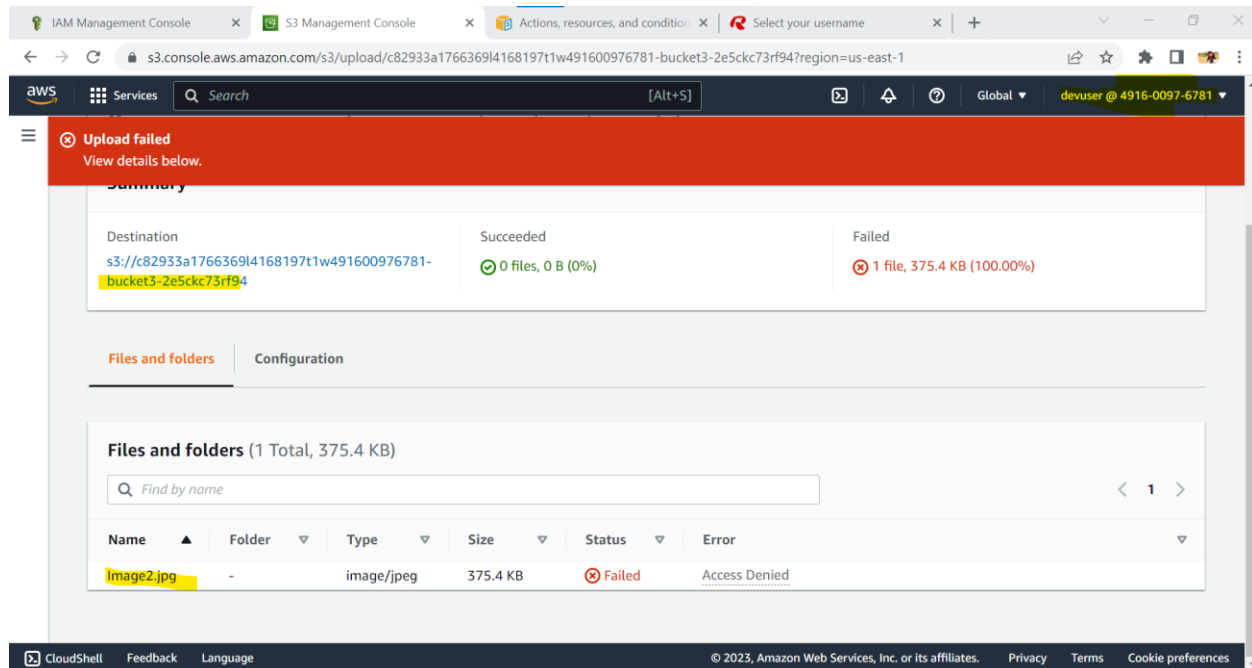 IAM Management Console
S3 Management Console
Actions, resources, and condition
Select your username
s3.console.aws.amazon.com/s3/upload/c82933a1766369l4168197t1w491600976781-bucket3-2e5ckc73rf94?region=us-east-1
aws
Services
Search
[Alt+S]
Global
devuser @ 4916-0097-6781
Upload failed
View details below.
Summary
Destination
Succeeded
Failed
s3://c82933a1766369l4168197t1w491600976781-
bucket3-2e5ckc73rf94
0 files, 0 B (0%)
1 file, 375.4 KB (100.00%)
Files and folders
Configuration
Files and folders (1 Total, 375.4 KB)
Find by name
1
Name Folder Type Size Status Error
Image2.jpg - image/jpeg 375.4 KB Failed Access Denied
CloudShell Feedback Language © 2023, Amazon Web Services, Inc. or its affiliates. Privacy Terms Cookie preferences